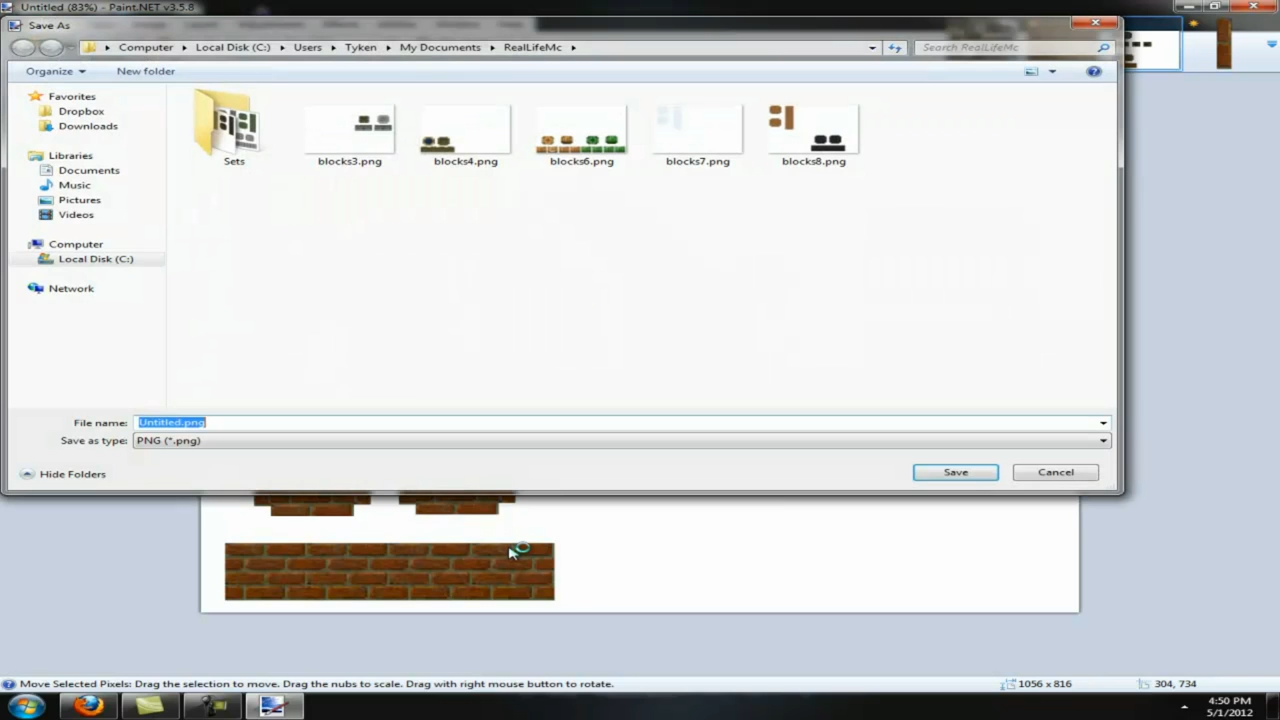 Untitled (83%) - Paint.NET v3.5.8
Save As
Computer
Local Disk (C:)
Users
Tyken
My Documents
RealLifeMc
Search RealLifeMc
Organize
New folder
Favorites
Dropbox
Downloads
Libraries
Documents
Music
Pictures
Videos
Computer
Local Disk (C:)
Network
Sets
blocks3.png
blocks4.png
blocks6.png
blocks7.png
blocks8.png
File name:
Untitled.png
Save as type:
PNG (*.png)
Hide Folders
Save
Cancel
Move Selected Pixels: Drag the selection to move. Drag the nubs to scale. Drag with right mouse button to rotate.
1056 x 816
304, 734
4:50 PM
5/1/2012